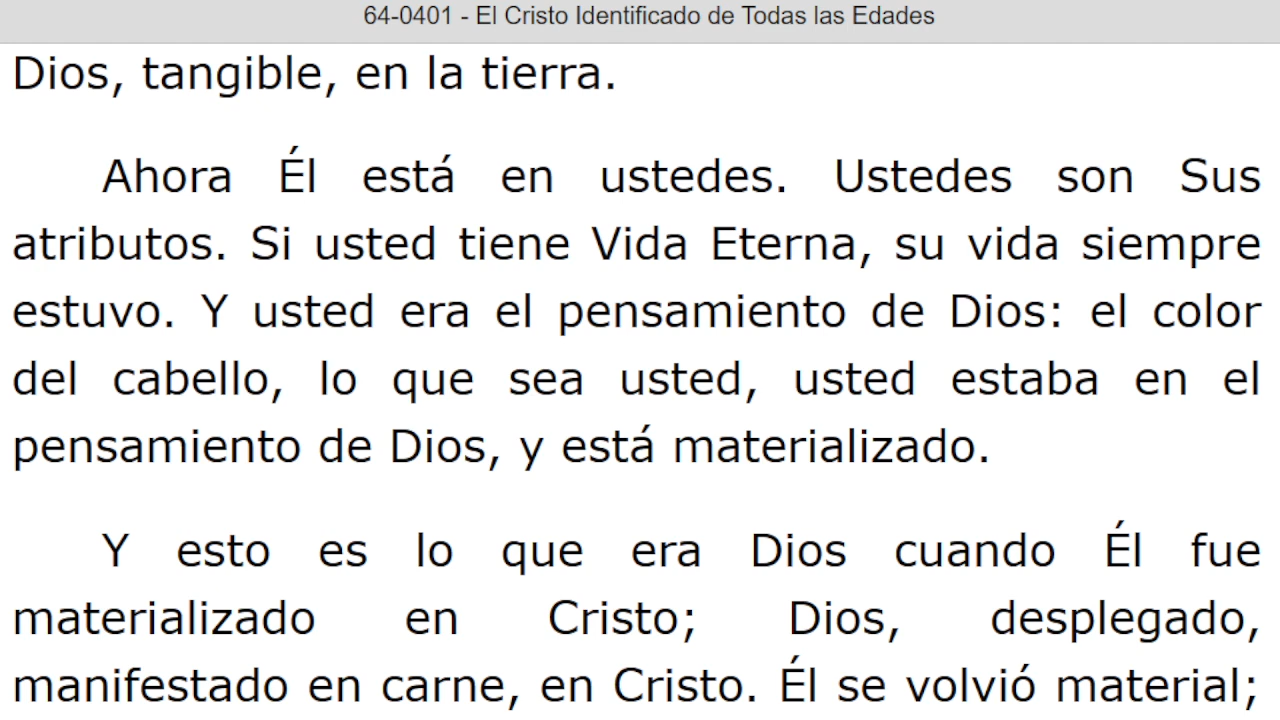 64-0401 - El Cristo Identificado de Todas las Edades
Dios, tangible, en la tierra.
Ahora Él está en ustedes. Ustedes son Sus
atributos. Si usted tiene Vida Eterna, su vida siempre
estuvo. Y usted era el pensamiento de Dios: el color
del cabello, lo que sea usted, usted estaba en el
pensamiento de Dios, y está materializado.
Y esto es lo que era Dios cuando Él fue
materializado en Cristo; Dios, desplegado,
manifestado en carne, en Cristo. Él se volvió material;